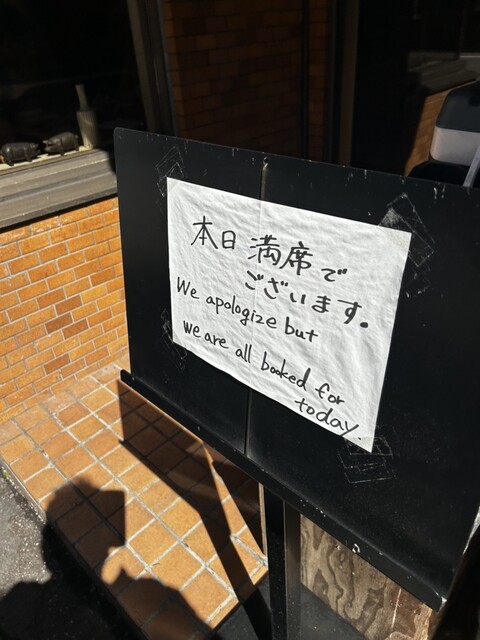 本日 満席で
ございます。
We apologize but
we are all booked for
today.